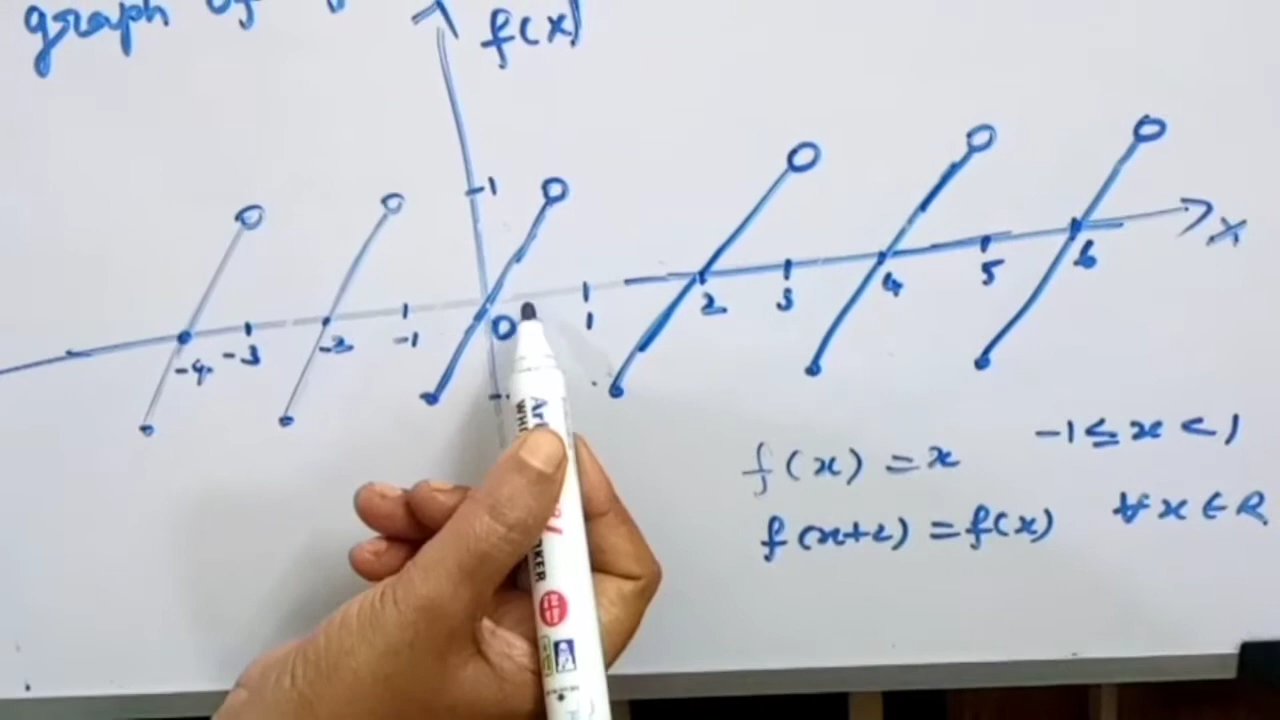 graph of
f(x)
1
-4 -3 -2 -1 0 1 2 3 4 5 6 x
f(x) = x -1 ≤ x < 1
f(x+2) = f(x) ∀ x ∈ R